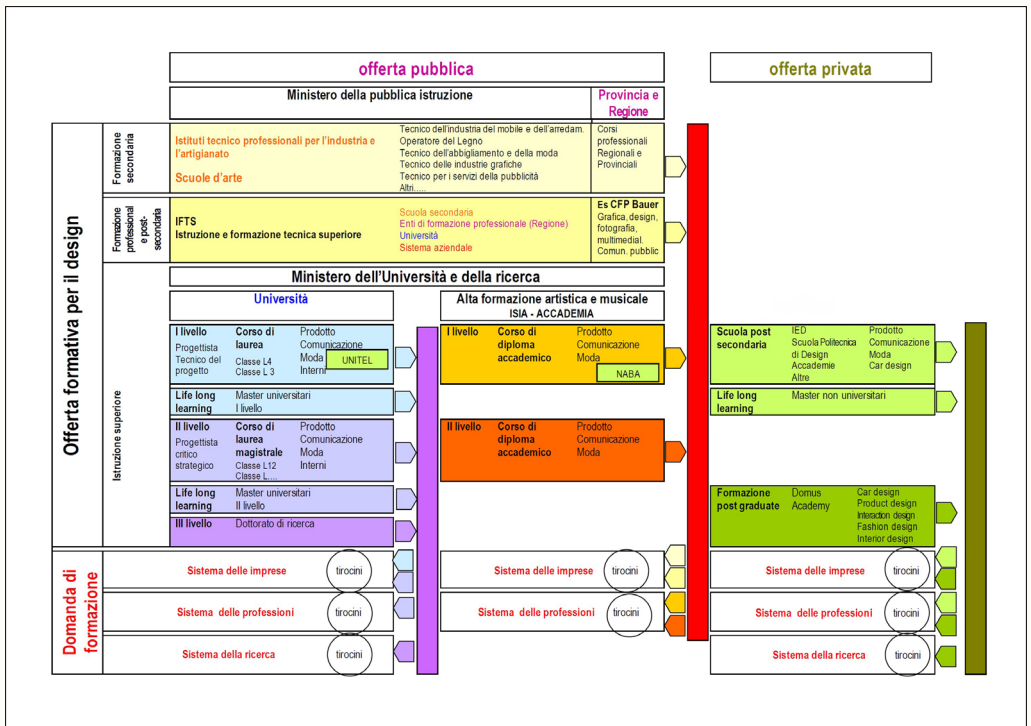 offerta pubblica
offerta privata
Ministero della pubblica istruzione
Provincia e
Regione
Offerta formativa per il design
Formazione
secondaria
Istituti tecnico professionali per l'industria e
l'artigianato
Scuole d'arte
Tecnico dell'industria del mobile e dell'arredam.
Operatore del Legno
Tecnico dell'abbigliamento e della moda
Tecnico delle industrie grafiche
Tecnico per i servizi della pubblicità
Altri.....
Corsi
professionali
Regionali e
Provinciali
Formazione
professional
e post-
secondaria
IFTS
Istruzione e formazione tecnica superiore
Scuola secondaria
Enti di formazione professionale (Regione)
Università
Sistema aziendale
Es CFP Bauer
Grafica, design,
fotografia,
multimedial.
Comun. pubblic
Istruzione superiore
Ministero dell'Università e della ricerca
Università
Alta formazione artistica e musicale
ISIA - ACCADEMIA
I livello
Progettista
Tecnico del
progetto
Corso di
laurea
Classe L4
Classe L 3
Prodotto
Comunicazione
Moda
Interni
UNITEL
I livello
Corso di
diploma
accademico
Prodotto
Comunicazione
Moda
NABA
Scuola post
secondaria
IED
Scuola Politecnica
di Design
Accademie
Altre
Prodotto
Comunicazione
Moda
Car design
Life long
learning
Master universitari
I livello
Life long
learning
Master non universitari
II livello
Progettista
critico
strategico
Corso di
laurea
magistrale
Classe L12
Classe L....
Prodotto
Comunicazione
Moda
Interni
II livello
Corso di
diploma
accademico
Prodotto
Comunicazione
Moda
Life long
learning
Master universitari
II livello
Formazione
post graduate
Domus
Academy
Car design
Product design
Interaction design
Fashion design
Interior design
III livello
Dottorato di ricerca
Domanda di
formazione
Sistema delle imprese
tirocini
Sistema delle imprese
tirocini
Sistema delle imprese
tirocini
Sistema delle professioni
tirocini
Sistema delle professioni
tirocini
Sistema delle professioni
tirocini
Sistema della ricerca
tirocini
Sistema della ricerca
tirocini